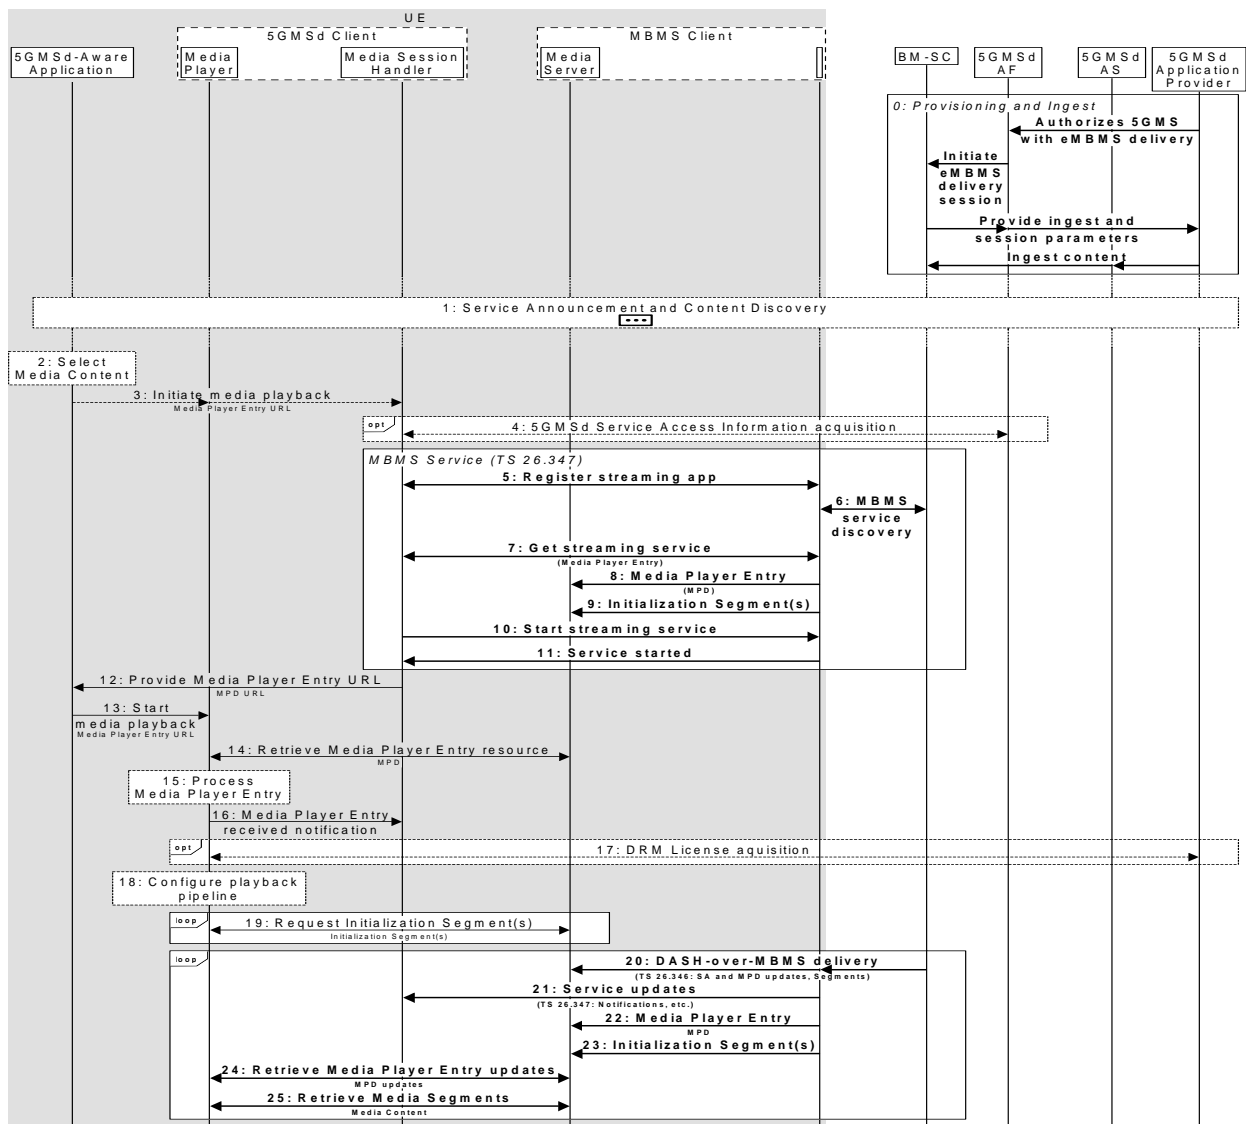 UE
5GMSd Client
MBMS Client
5GMSd-Aware
Application
Media
Player
Media Session
Handler
Media
Server
BM-SC
5GMSd
AF
5GMSd
AS
5GMSd
Application
Provider
0: Provisioning and Ingest
Authorizes 5GMS
with eMBMS delivery
Initiate
eMBMS
delivery
session
Provide ingest and
session parameters
Ingest content
1: Service Announcement and Content Discovery
2: Select
Media Content
3: Initiate media playback
Media Player Entry URL
opt
4: 5GMSd Service Access Information acquisition
MBMS Service (TS 26.347)
5: Register streaming app
6: MBMS
service
discovery
7: Get streaming service
(Media Player Entry)
8: Media Player Entry
(MPD)
9: Initialization Segment(s)
10: Start streaming service
11: Service started
12: Provide Media Player Entry URL
MPD URL
13: Start
media playback
Media Player Entry URL
14: Retrieve Media Player Entry resource
MPD
15: Process
Media Player Entry
16: Media Player Entry
received notification
opt
17: DRM License aquisition
18: Configure playback
pipeline
loop
19: Request Initialization Segment(s)
Initialization Segment(s)
loop
20: DASH-over-MBMS delivery
(TS 26.346: SA and MPD updates, Segments)
21: Service updates
(TS 26.347: Notifications, etc.)
22: Media Player Entry
MPD
23: Initialization Segment(s)
24: Retrieve Media Player Entry updates
MPD updates
25: Retrieve Media Segments
Media Content